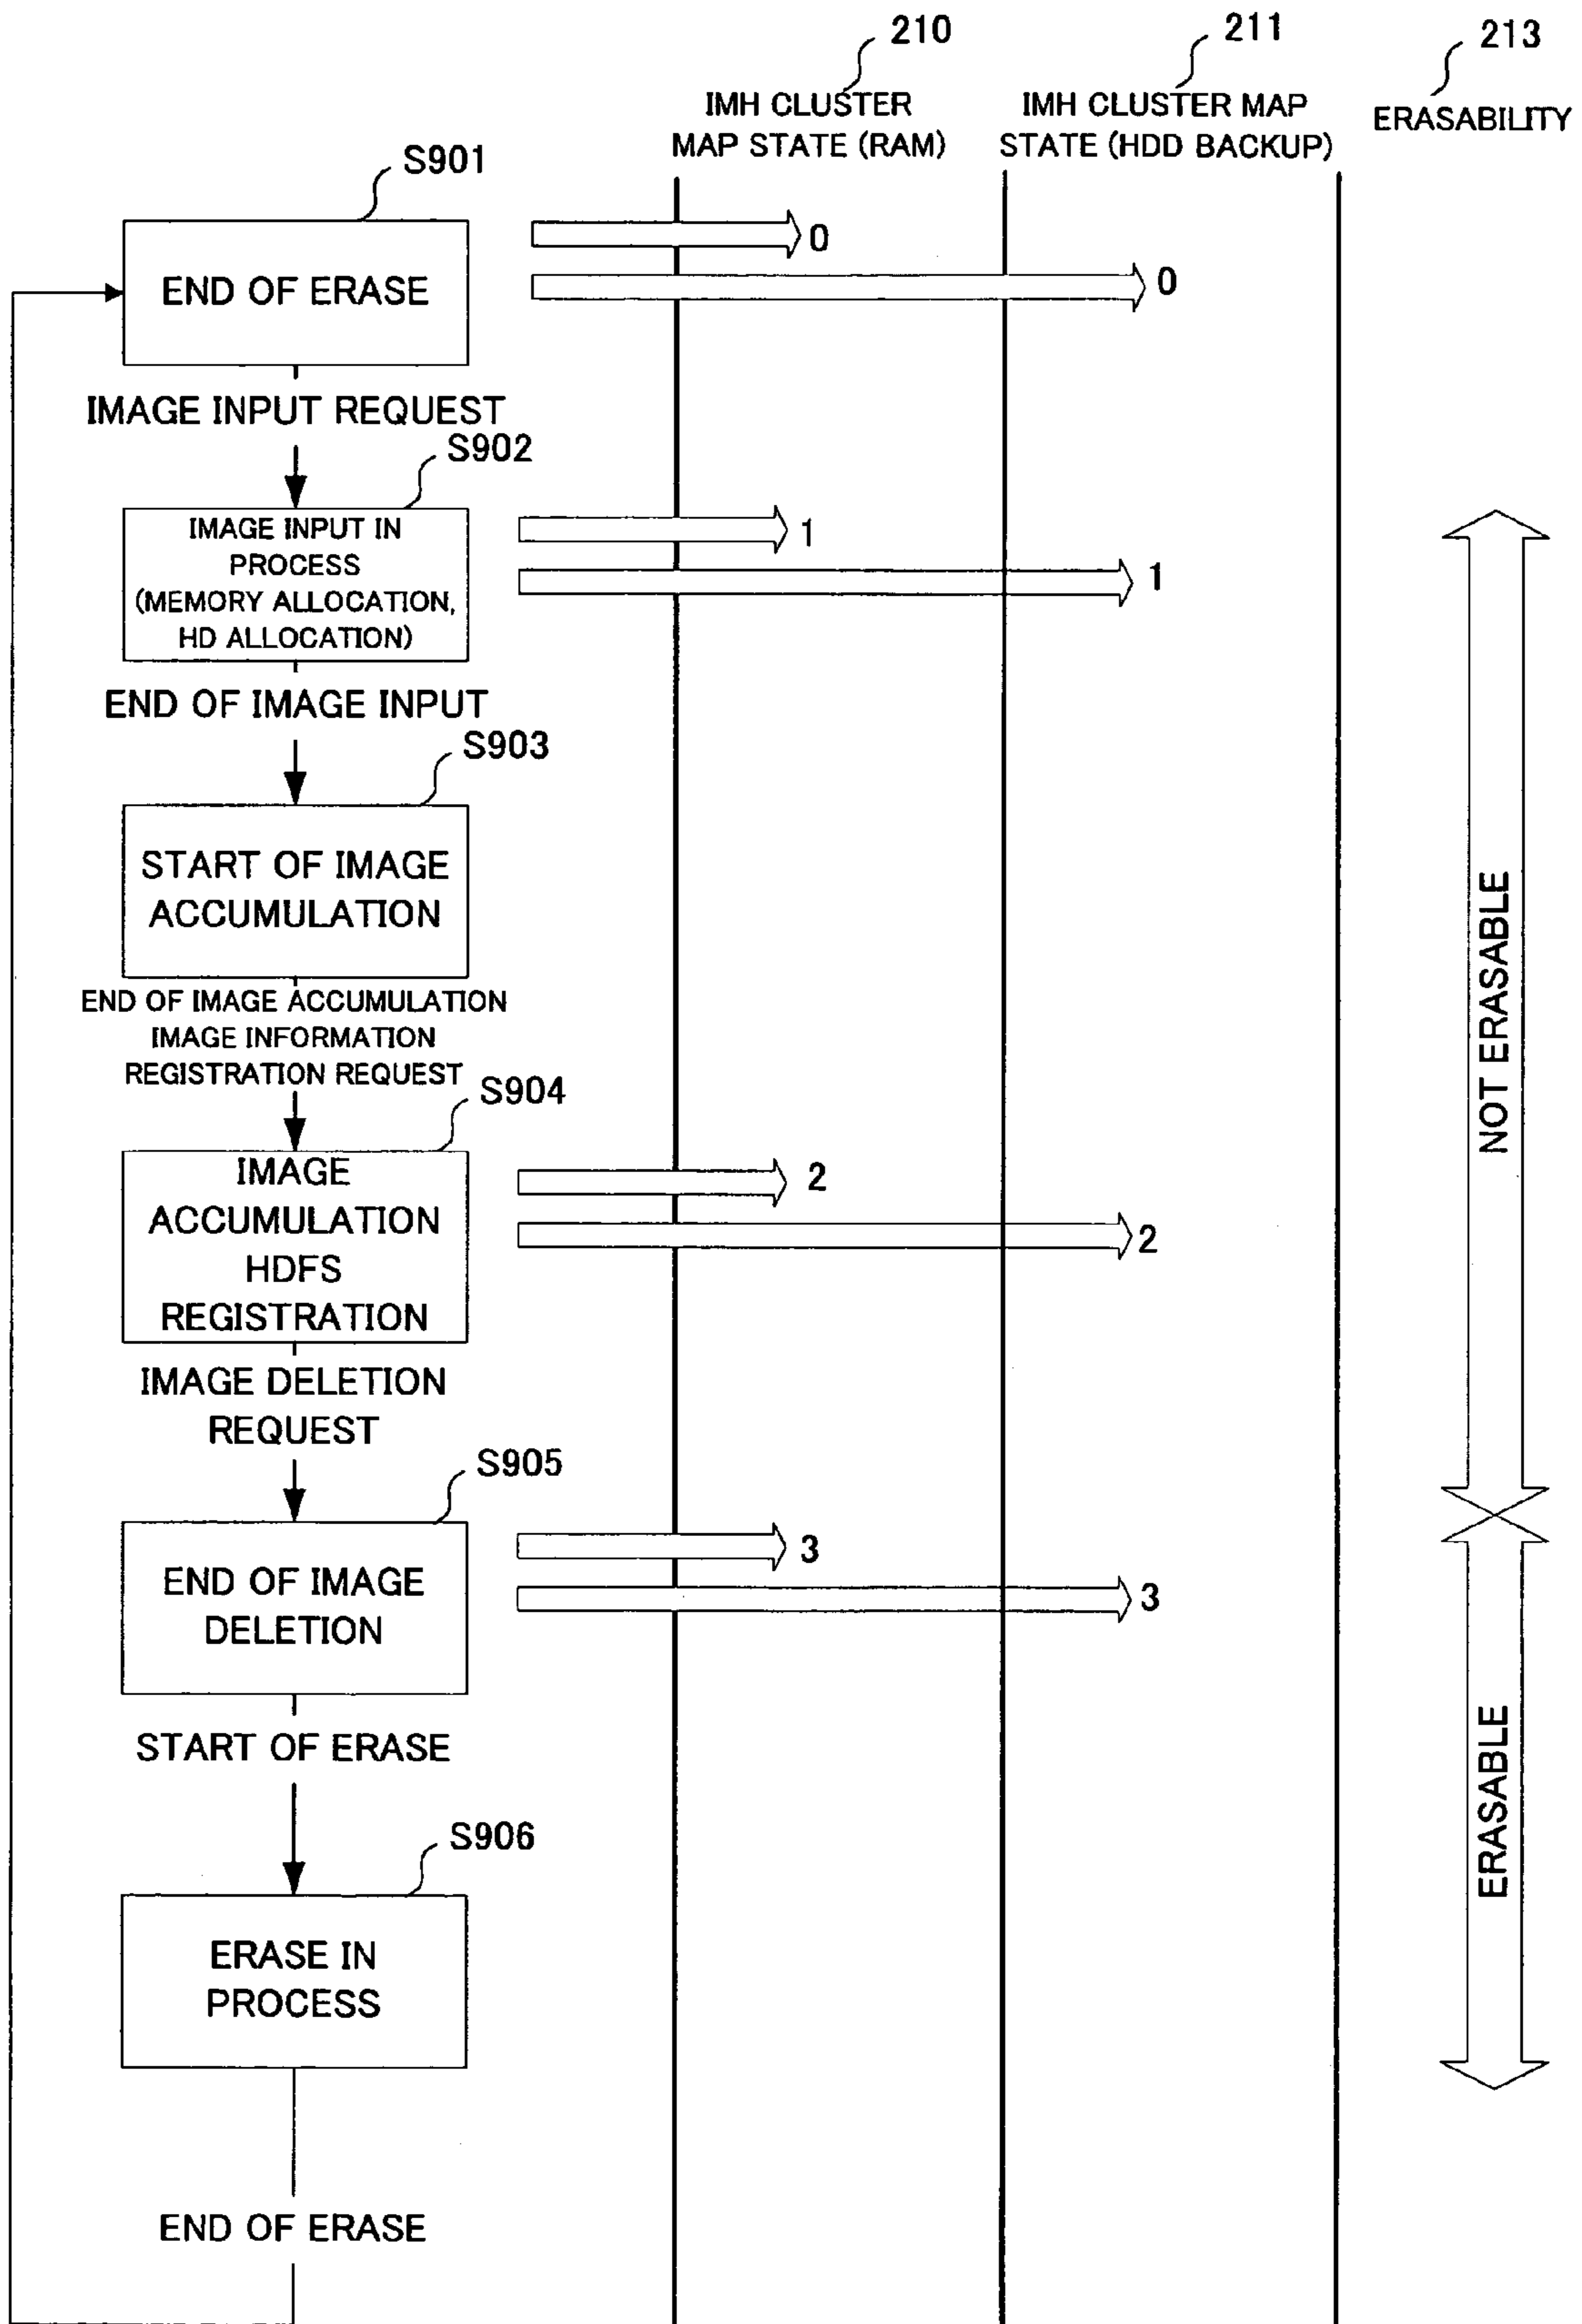 210
211
213
IMH CLUSTER
MAP STATE (RAM)
IMH CLUSTER MAP
STATE (HDD BACKUP)
ERASABILITY
S901
END OF ERASE
0
0
IMAGE INPUT REQUEST
S902
IMAGE INPUT IN
PROCESS
(MEMORY ALLOCATION,
HD ALLOCATION)
1
1
END OF IMAGE INPUT
S903
START OF IMAGE
ACCUMULATION
END OF IMAGE ACCUMULATION
IMAGE INFORMATION
REGISTRATION REQUEST
S904
IMAGE
ACCUMULATION
HDFS
REGISTRATION
2
2
NOT ERASABLE
IMAGE DELETION
REQUEST
S905
END OF IMAGE
DELETION
3
3
START OF ERASE
S906
ERASE IN
PROCESS
ERASABLE
END OF ERASE